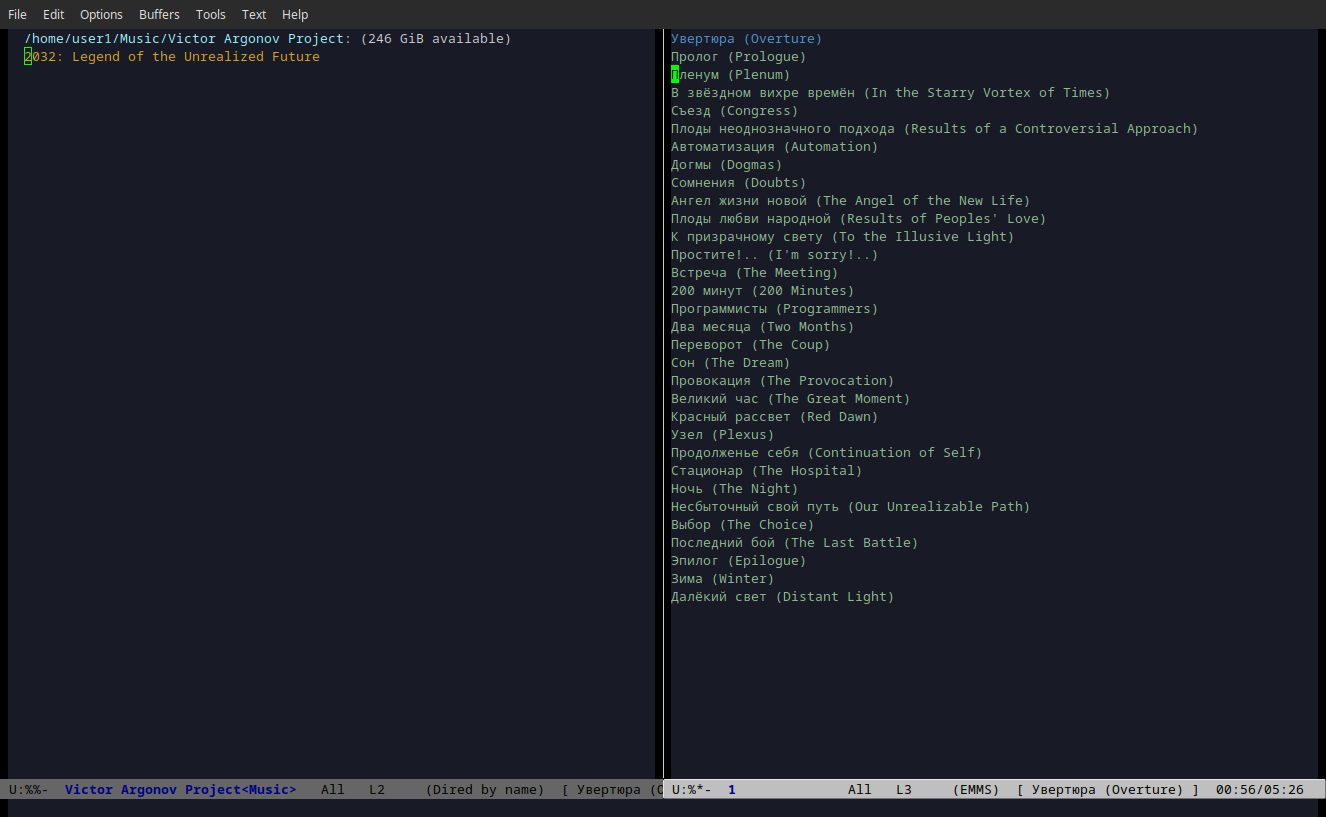 File Edit Options Buffers Tools Text Help
/home/user1/Music/Victor Argonov Project: (246 GiB available)
2032: Legend of the Unrealized Future
Увертюра (Overture)
Пролог (Prologue)
Пленум (Plenum)
В звёздном вихре времён (In the Starry Vortex of Times)
Съезд (Congress)
Плоды неоднозначного подхода (Results of a Controversial Approach)
Автоматизация (Automation)
Догмы (Dogmas)
Сомнения (Doubts)
Ангел жизни новой (The Angel of the New Life)
Плоды любви народной (Results of Peoples' Love)
К призрачному свету (To the Illusive Light)
Простите!.. (I'm sorry!..)
Встреча (The Meeting)
200 минут (200 Minutes)
Программисты (Programmers)
Два месяца (Two Months)
Переворот (The Coup)
Сон (The Dream)
Провокация (The Provocation)
Великий час (The Great Moment)
Красный рассвет (Red Dawn)
Узел (Plexus)
Продолженье себя (Continuation of Self)
Стационар (The Hospital)
Ночь (The Night)
Несбыточный свой путь (Our Unrealizable Path)
Выбор (The Choice)
Последний бой (The Last Battle)
Эпилог (Epilogue)
Зима (Winter)
Далёкий свет (Distant Light)
U:%%- Victor Argonov Project<Music> All L2 (Dired by name) [ Увертюра (O
U:%*- 1 All L3 (EMMS) [ Увертюра (Overture) ] 00:56/05:26